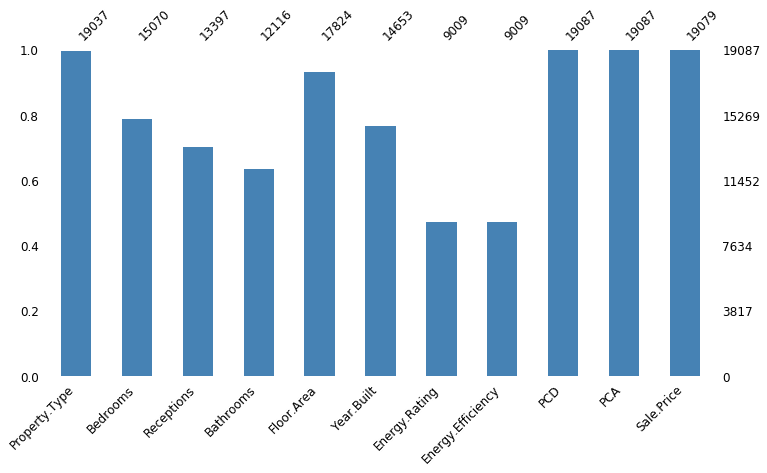 19037
15070
13397
12116
17824
14653
9009
9009
19087
19087
19079
1.0
0.8
0.6
0.4
0.2
0.0
19087
15269
11452
7634
3817
0
Property.Type
Bedrooms
Receptions
Bathrooms
Floor.Area
Year.Built
Energy.Rating
Energy.Efficiency
PCD
PCA
Sale.Price